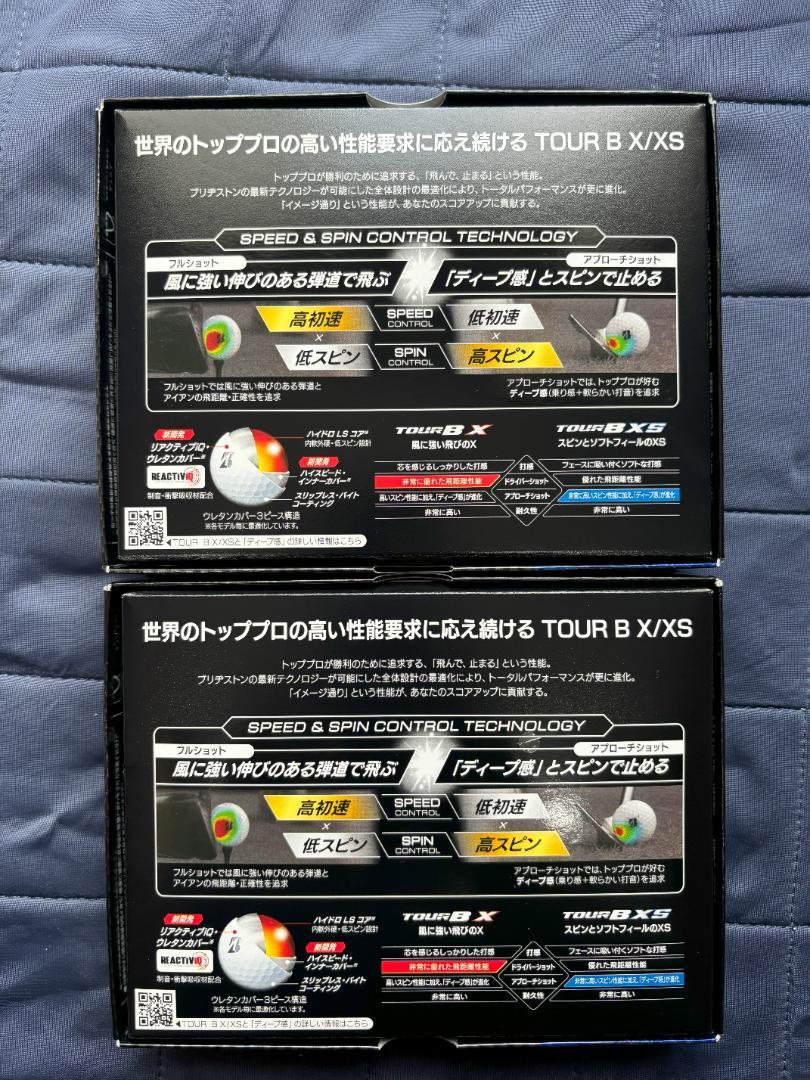 世界のトッププロの高い性能要求に応え続ける TOUR B X/XS
トッププロが勝利のために追求する、「飛んで、止まる」という性能。
ブリヂストンの最新テクノロジーが可能にした全体設計の最適化により、トータルパフォーマンスが更に進化。
「イメージ通り」という性能が、あなたのスコアアップに貢献する。
SPEED & SPIN CONTROL TECHNOLOGY
フルショット アプローチショット
風に強い伸びのある弾道で飛ぶ 「ディープ感」とスピンで止める
高初速 SPEED CONTROL 低初速
×  ×
低スピン SPIN CONTROL 高スピン
フルショットでは風に強い伸びのある弾道と
アイアンの飛距離・正確性を追求
アプローチショットでは、トッププロが好む
ディープ感(乗り感+軟らかい打音)を追求
新開発
リアクティブiQ・
ウレタンカバー※
REACTIV iQ
制音・衝撃吸収材配合
ハイドロ LS コア※
内軟外硬・低スピン設計
新開発
ハイスピード・
インナーカバー※
スリップレス・バイト
コーティング
ウレタンカバー3ピース構造
※各モデル毎に最適化しています。
TOUR B X/XSと「ディープ感」の詳しい情報はこちら
TOUR B X TOUR B XS
風に強い飛びのX スピンとソフトフィールのXS
芯を感じるしっかりした打感 打感 フェースに吸い付くソフトな打感
非常に優れた飛距離性能 ドライバーショット 優れた飛距離性能
高いスピン性能に加え、「ディープ感」が進化 アプローチショット 非常に高いスピン性能に加え、「ディープ感」が進化
非常に高い 耐久性 非常に高い
世界のトッププロの高い性能要求に応え続ける TOUR B X/XS
トッププロが勝利のために追求する、「飛んで、止まる」という性能。
ブリヂストンの最新テクノロジーが可能にした全体設計の最適化により、トータルパフォーマンスが更に進化。
「イメージ通り」という性能が、あなたのスコアアップに貢献する。
SPEED & SPIN CONTROL TECHNOLOGY
フルショット アプローチショット
風に強い伸びのある弾道で飛ぶ 「ディープ感」とスピンで止める
高初速 SPEED CONTROL 低初速
×  ×
低スピン SPIN CONTROL 高スピン
フルショットでは風に強い伸びのある弾道と
アイアンの飛距離・正確性を追求
アプローチショットでは、トッププロが好む
ディープ感(乗り感+軟らかい打音)を追求
新開発
リアクティブiQ・
ウレタンカバー※
REACTIV iQ
制音・衝撃吸収材配合
ハイドロ LS コア※
内軟外硬・低スピン設計
新開発
ハイスピード・
インナーカバー※
スリップレス・バイト
コーティング
ウレタンカバー3ピース構造
※各モデル毎に最適化しています。
TOUR B X/XSと「ディープ感」の詳しい情報はこちら
TOUR B X TOUR B XS
風に強い飛びのX スピンとソフトフィールのXS
芯を感じるしっかりした打感 打感 フェースに吸い付くソフトな打感
非常に優れた飛距離性能 ドライバーショット 優れた飛距離性能
高いスピン性能に加え、「ディープ感」が進化 アプローチショット 非常に高いスピン性能に加え、「ディープ感」が進化
非常に高い 耐久性 非常に高い